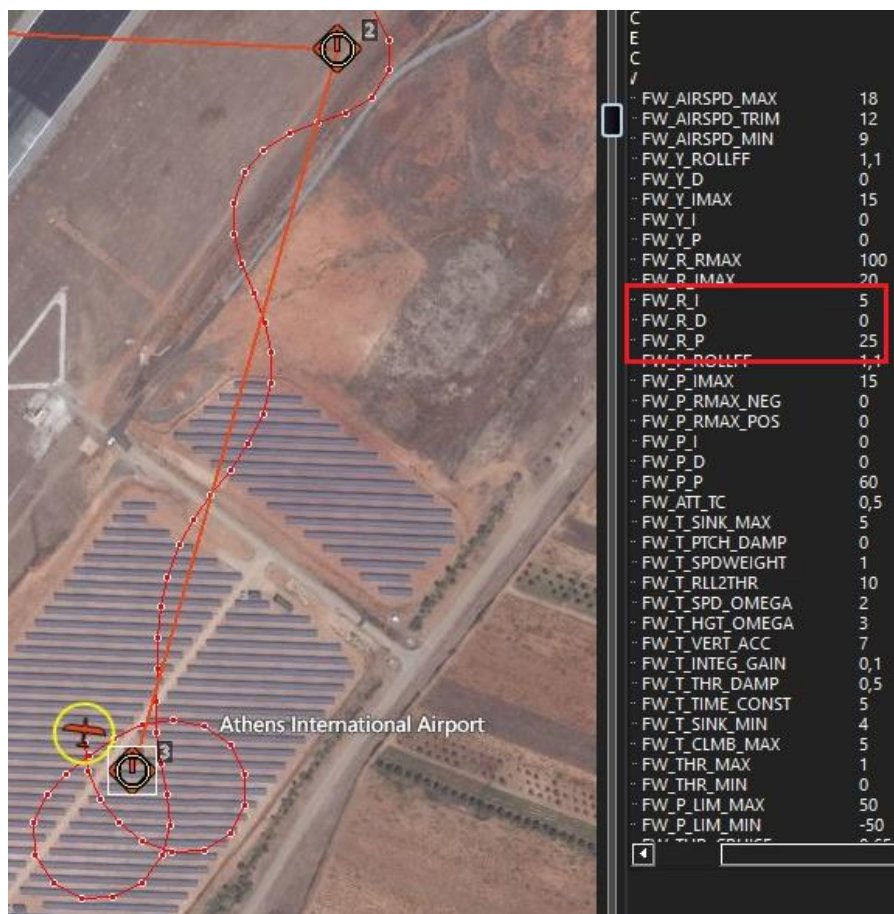 2
3
Athens International Airport
C
E
C
FW_AIRSPD_MAX 18
FW_AIRSPD_TRIM 12
FW_AIRSPD_MIN 9
FW_Y_ROLLFF 1,1
FW_Y_D 0
FW_Y_IMAX 15
FW_Y_I 0
FW_Y_P 0
FW_R_RMAX 100
FW_R_IMAX 20
FW_R_I 5
FW_R_D 0
FW_R_P 25
FW_P_ROLLFF 1,1
FW_P_IMAX 15
FW_P_RMAX_NEG 0
FW_P_RMAX_POS 0
FW_P_I 0
FW_P_D 0
FW_P_P 60
FW_ATT_TC 0,5
FW_T_SINK_MAX 5
FW_T_PTCH_DAMP 0
FW_T_SPDWEIGHT 1
FW_T_RLL2THR 10
FW_T_SPD_OMEGA 2
FW_T_HGT_OMEGA 3
FW_T_VERT_ACC 7
FW_T_INTEG_GAIN 0,1
FW_T_THR_DAMP 0,5
FW_T_TIME_CONST 5
FW_T_SINK_MIN 4
FW_T_CLMB_MAX 5
FW_THR_MAX 1
FW_THR_MIN 0
FW_P_LIM_MAX 50
FW_P_LIM_MIN -50